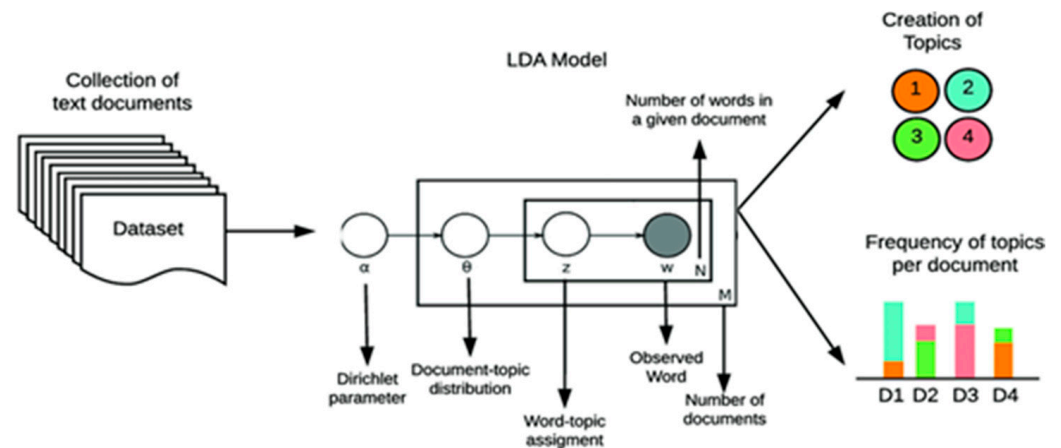 Collection of
text documents
Dataset
LDA Model
Number of words in
a given document
α
θ
z
w
N
M
Dirichlet
parameter
Document-topic
distribution
Word-topic
assigment
Observed
Word
Number of
documents
Creation of
Topics
1 2
3 4
Frequency of topics
per document
D1 D2 D3 D4